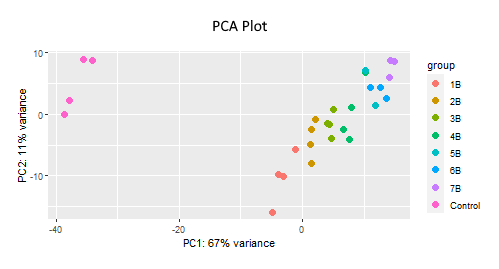 PCA Plot
PC2: 11% variance
10
0
-10
-40
-20
0
PC1: 67% variance
group
1B
2B
3B
4B
5B
6B
7B
Control